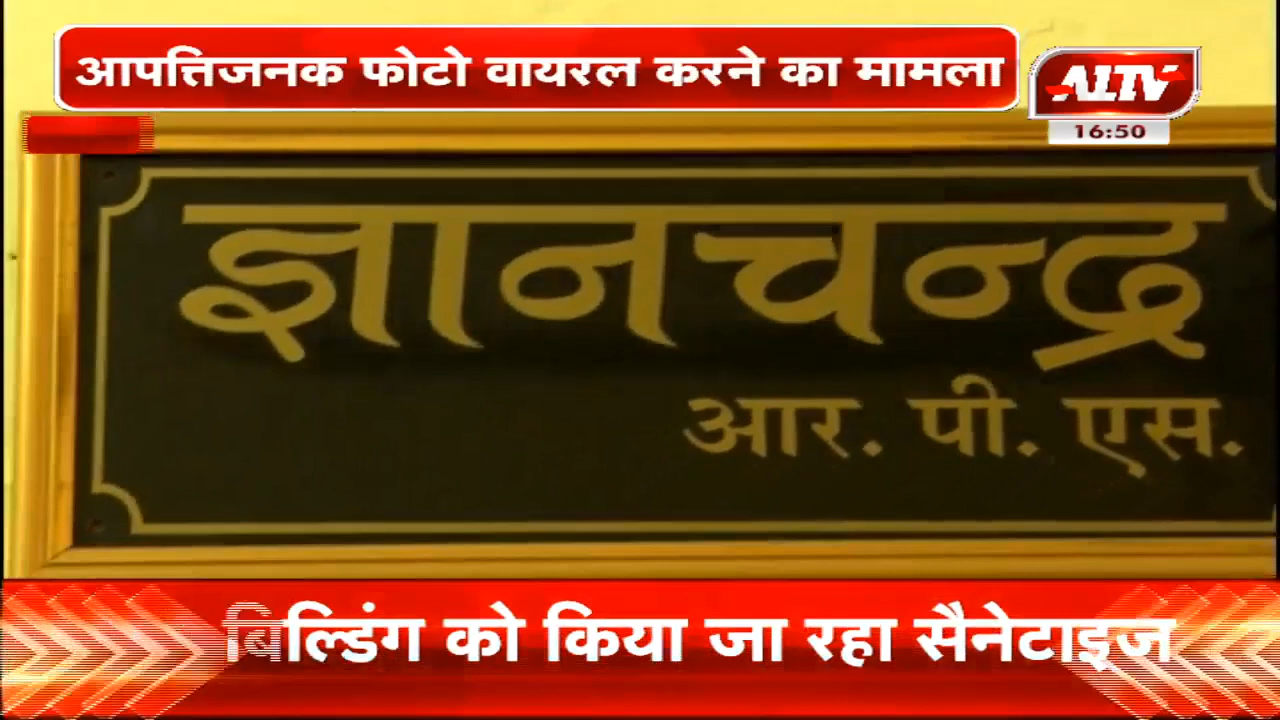 आपत्तिजनक फोटो वायरल करने का मामला
ALTV
16:50
ज्ञानचन्द्र
आर. पी. एस.
बिल्डिंग को किया जा रहा सैनेटाइज